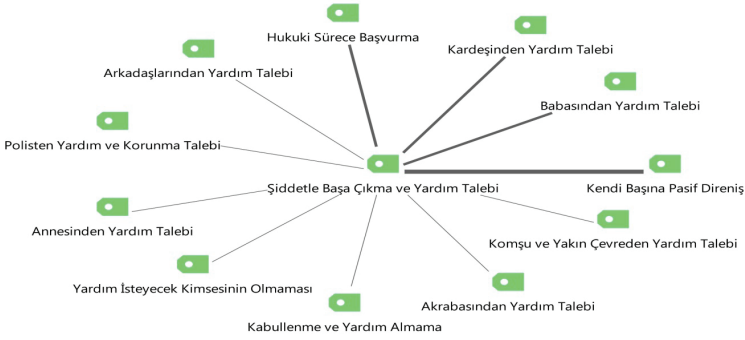 Hukuki Sürece Başvurma
Kardeşinden Yardım Talebi
Arkadaşlarından Yardım Talebi
Babasından Yardım Talebi
Polisten Yardım ve Korunma Talebi
Şiddetle Başa Çıkma ve Yardım Talebi
Kendi Başına Pasif Direniş
Annesinden Yardım Talebi
Komşu ve Yakın Çevreden Yardım Talebi
Yardım İsteyecek Kimsesinin Olmaması
Akrabasından Yardım Talebi
Kabullenme ve Yardım Almama